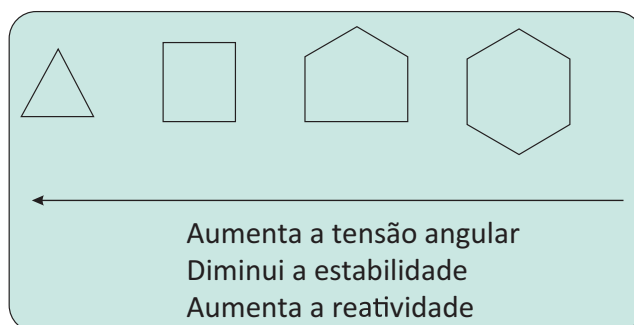 Aumenta a tensão angular
Diminui a estabilidade
Aumenta a reatividade